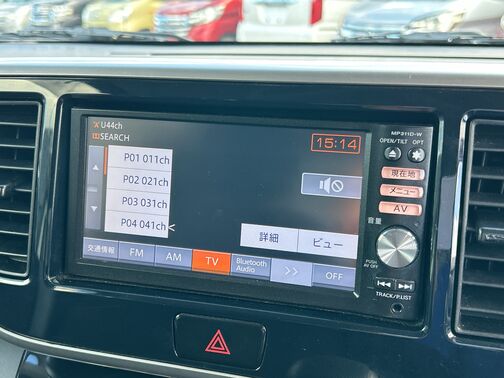 U44ch
SEARCH
15:14
P01 011ch
P02 021ch
P03 031ch
P04 041ch
詳細
ビュー
交通情報
FM
AM
TV
Bluetooth
Audio
>>
OFF
MP311D-W
OPEN/TILT
OPT
現在地
メニュー
AV
音量
PUSH
AV OFF
TRACK/P.LIST